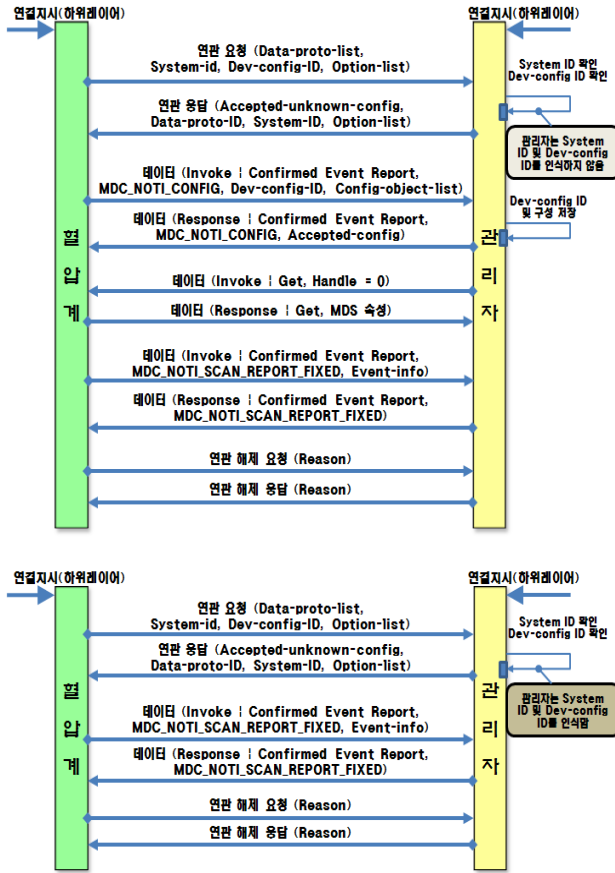 연결지시(하위레이어)
연결지시(하위레이어)
연관 요청 (Data-proto-list,
System-id, Dev-config-ID, Option-list)
System ID 확인
Dev-config ID 확인
연관 응답 (Accepted-unknown-config,
Data-proto-ID, System-ID, Option-list)
관리자는 System
ID 및 Dev-config
ID를 인식하지 않음
데이터 (Invoke ¦ Confirmed Event Report,
MDC_NOTI_CONFIG, Dev-config-ID, Config-object-list)
Dev-config ID
및 구성 저장
데이터 (Response ¦ Confirmed Event Report,
MDC_NOTI_CONFIG, Accepted-config)
혈
압
계
관
리
자
데이터 (Invoke ¦ Get, Handle = 0)
데이터 (Response ¦ Get, MDS 속성)
데이터 (Invoke ¦ Confirmed Event Report,
MDC_NOTI_SCAN_REPORT_FIXED, Event-info)
데이터 (Response ¦ Confirmed Event Report,
MDC_NOTI_SCAN_REPORT_FIXED)
연관 해제 요청 (Reason)
연관 해제 응답 (Reason)
연결지시(하위레이어)
연결지시(하위레이어)
연관 요청 (Data-proto-list,
System-id, Dev-config-ID, Option-list)
System ID 확인
Dev-config ID 확인
연관 응답 (Accepted-unknown-config,
Data-proto-ID, System-ID, Option-list)
관리자는 System
ID 및 Dev-config
ID를 인식함
혈
압
계
관
리
자
데이터 (Invoke ¦ Confirmed Event Report,
MDC_NOTI_SCAN_REPORT_FIXED, Event-info)
데이터 (Response ¦ Confirmed Event Report,
MDC_NOTI_SCAN_REPORT_FIXED)
연관 해제 요청 (Reason)
연관 해제 응답 (Reason)